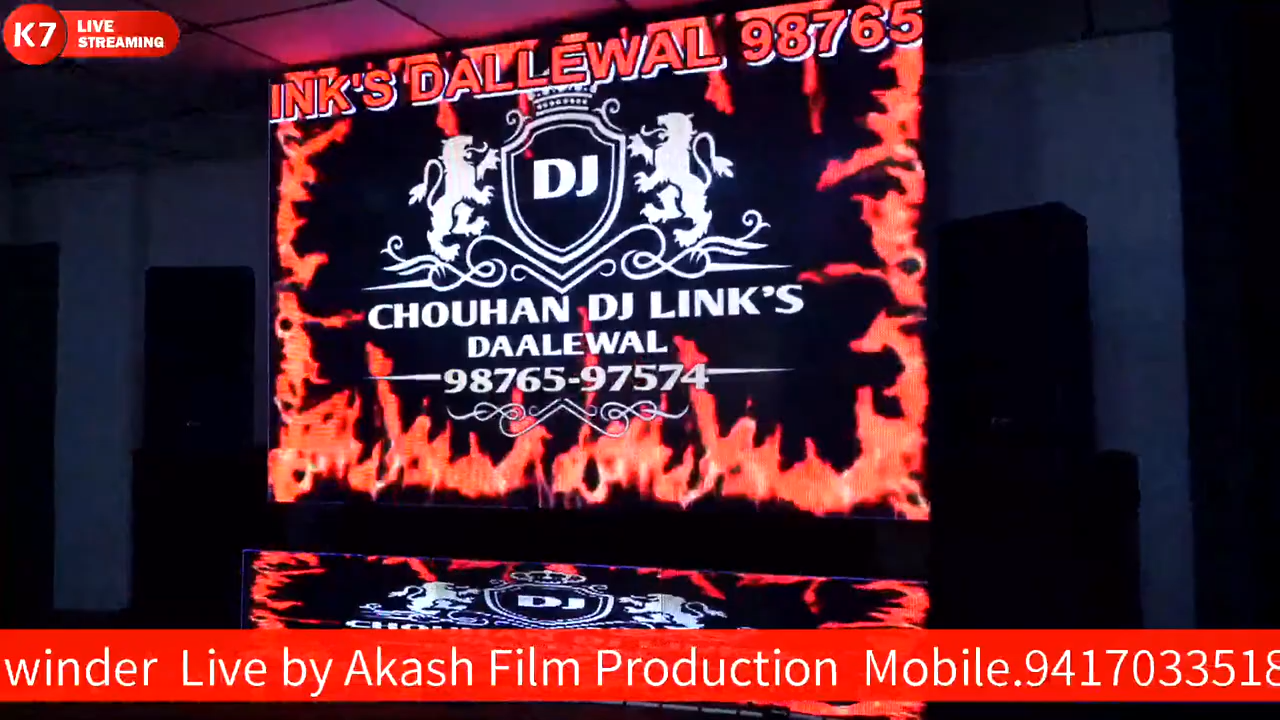 K7
LIVE
STREAMING
INK'S DALLEWAL 98765
DJ
CHOUHAN DJ LINK'S
DAALEWAL
98765-97574
DJ
winder Live by Akash Film Production Mobile.9417033518